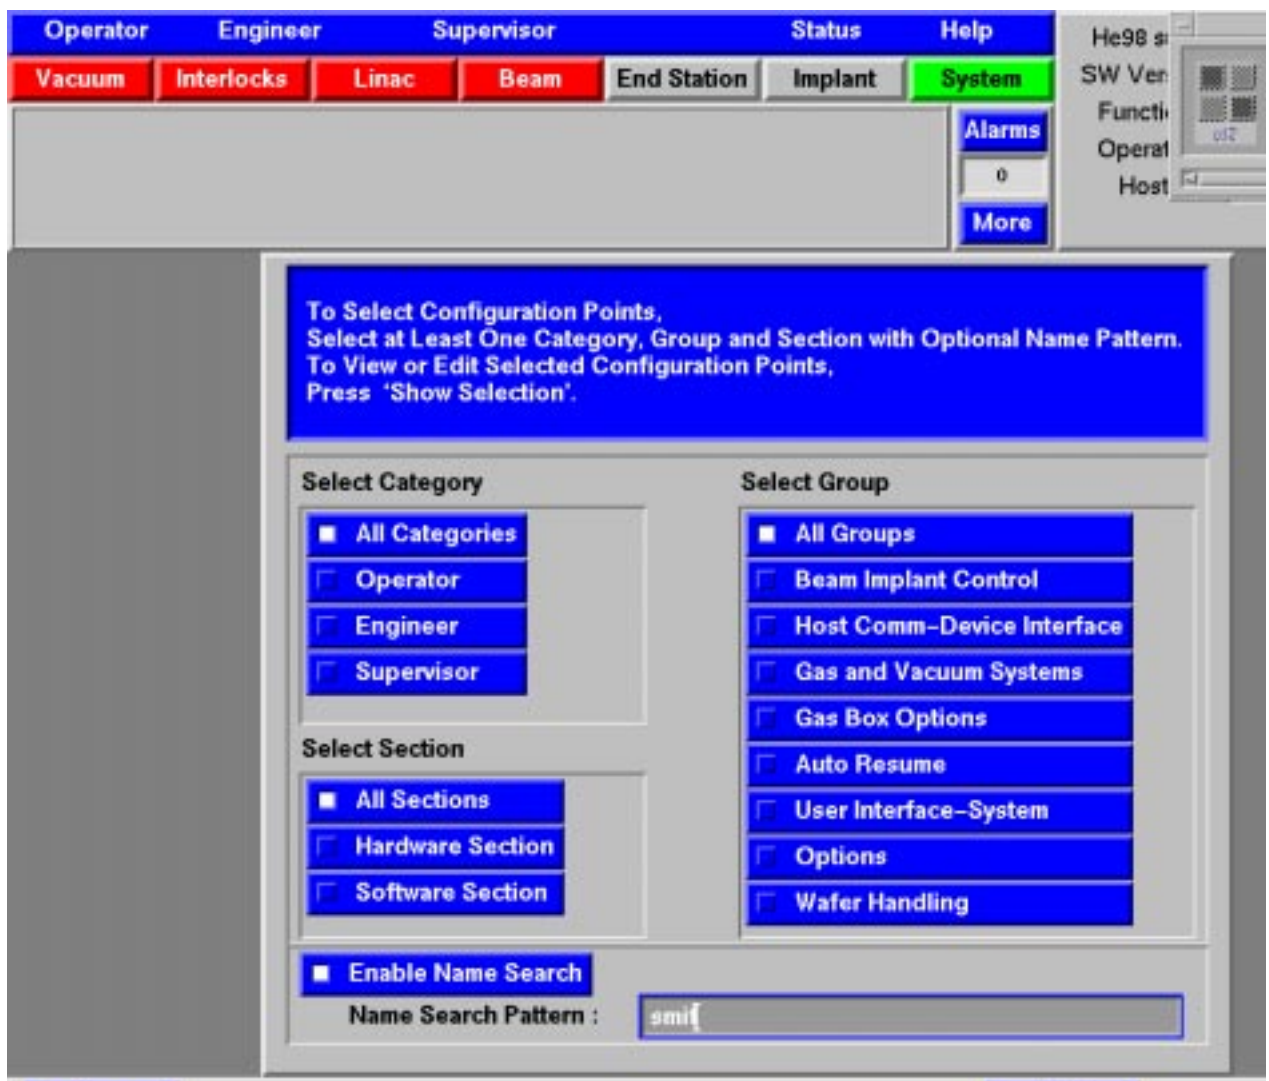 Operator Engineer Supervisor Status Help
Vacuum Interlocks Linac Beam End Station Implant System
He98
SW Ver
Functi
Operat
Host
Alarms
0
More
To Select Configuration Points,
Select at Least One Category, Group and Section with Optional Name Pattern.
To View or Edit Selected Configuration Points,
Press 'Show Selection'.
Select Category
All Categories
Operator
Engineer
Supervisor
Select Section
All Sections
Hardware Section
Software Section
Select Group
All Groups
Beam Implant Control
Host Comm-Device Interface
Gas and Vacuum Systems
Gas Box Options
Auto Resume
User Interface-System
Options
Wafer Handling
Enable Name Search
Name Search Pattern :
smif